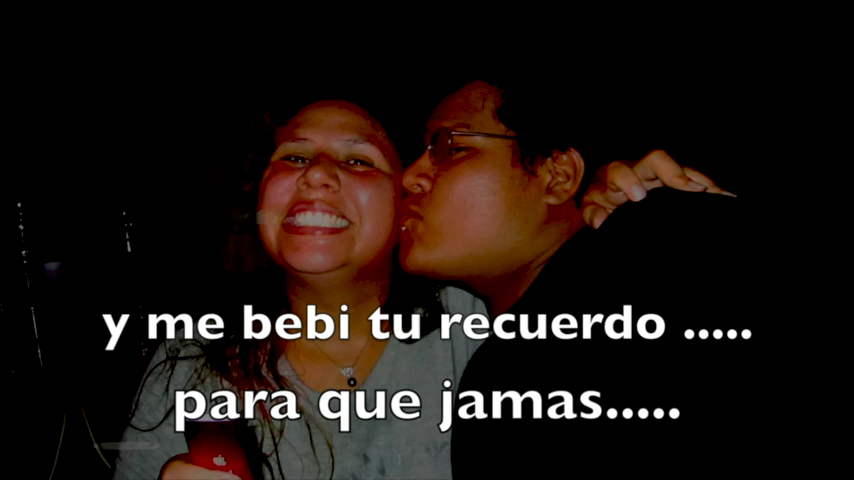 y me bebi tu recuerdo .....
para que jamas.....